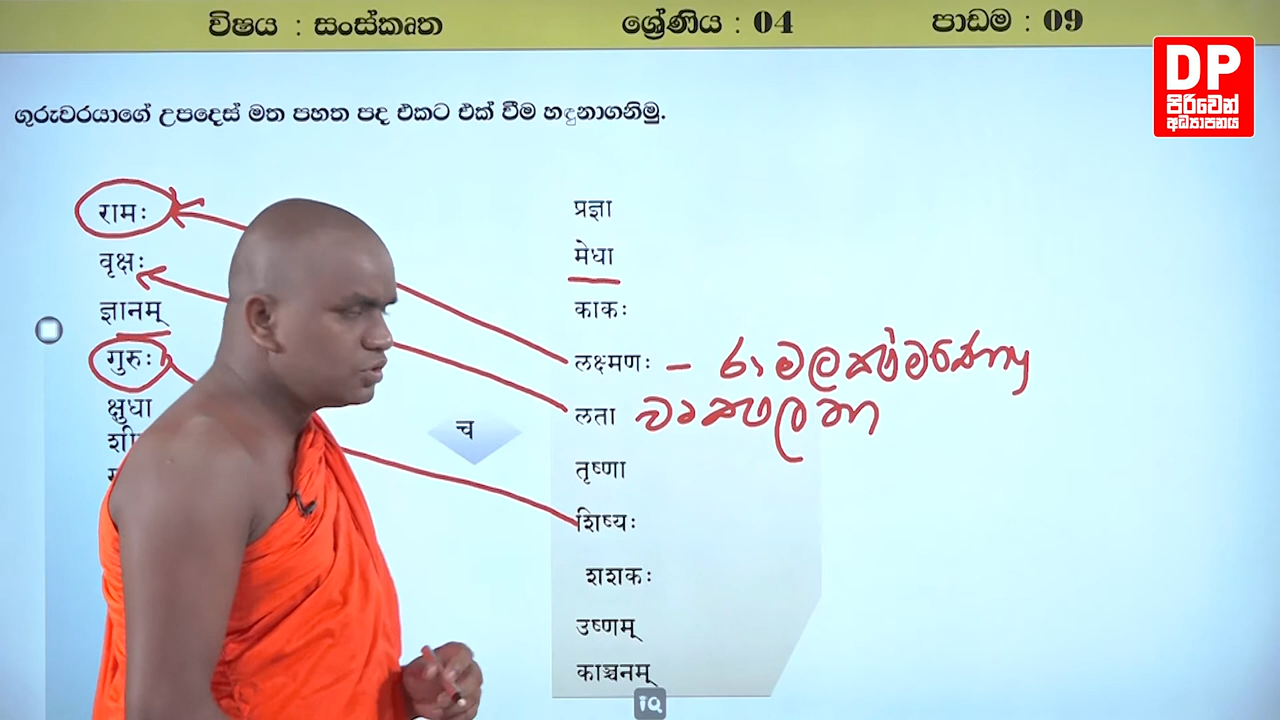 විෂය : සංස්කෘත ශ්‍රේණිය : 04 පාඩම : 09
DP
පිරිවෙන්
අධ්‍යාපනය
ගුරුවරයාගේ උපදෙස් මත පහත පද එකට එක් වීම හඳුනාගනිමු.
रामः
वृक्षः
ज्ञानम्
गुरुः
क्षुधा
च
प्रज्ञा
मेधा
काकः
लक्ष्मणः – රාමලක්ෂ්මණෞ
लता වෘක්ෂලතා
तृष्णा
शिष्यः
शशकः
उष्णम्
काञ्चनम्
iQ